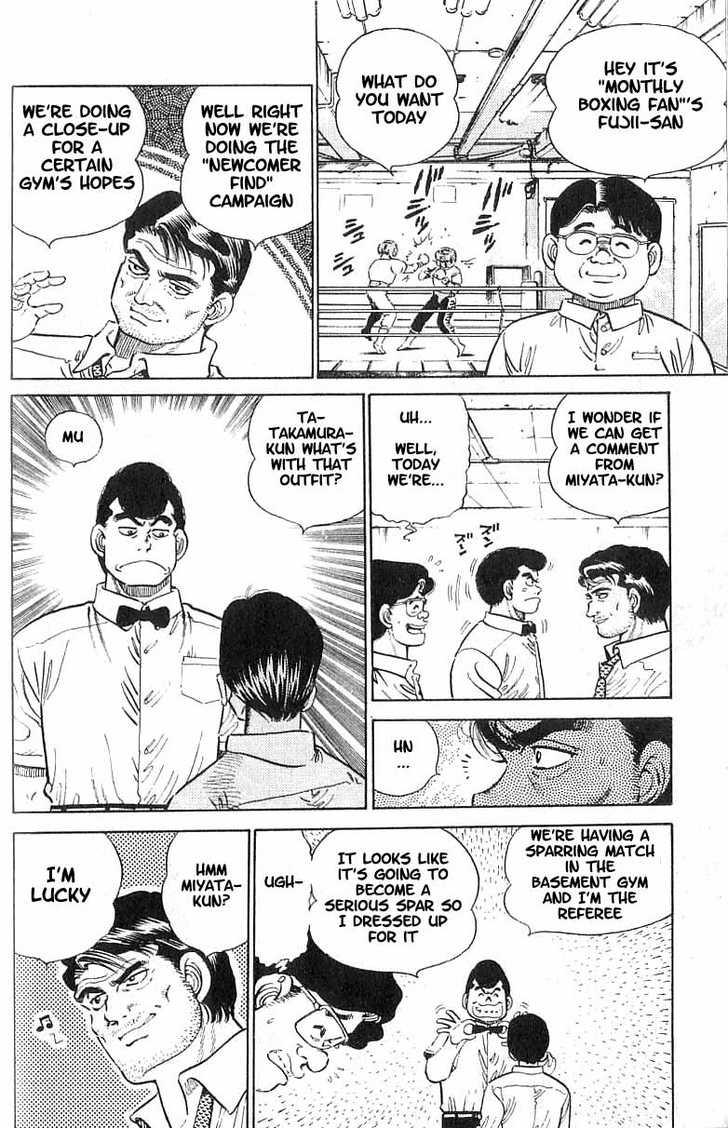 HEY IT'S
"MONTHLY
BOXING FAN"'S
FUJII-SAN
WHAT DO
YOU WANT
TODAY
WELL RIGHT
NOW WE'RE
DOING THE
"NEWCOMER
FIND"
CAMPAIGN
WE'RE DOING
A CLOSE-UP
FOR A
CERTAIN
GYM'S HOPES
I WONDER IF
WE CAN GET
A COMMENT
FROM
MIYATA-KUN?
UH...
WELL,
TODAY
WE'RE...
ズン
ズン
HN
...
TA-
TAKAMURA-
KUN WHAT'S
WITH THAT
OUTFIT?
MU
WE'RE HAVING A
SPARRING MATCH
IN THE
BASEMENT GYM
AND I'M THE
REFEREE
IT LOOKS LIKE
IT'S GOING TO
BECOME A
SERIOUS SPAR SO
I DRESSED UP
FOR IT
UGH-
HMM
MIYATA-
KUN?
I'M
LUCKY